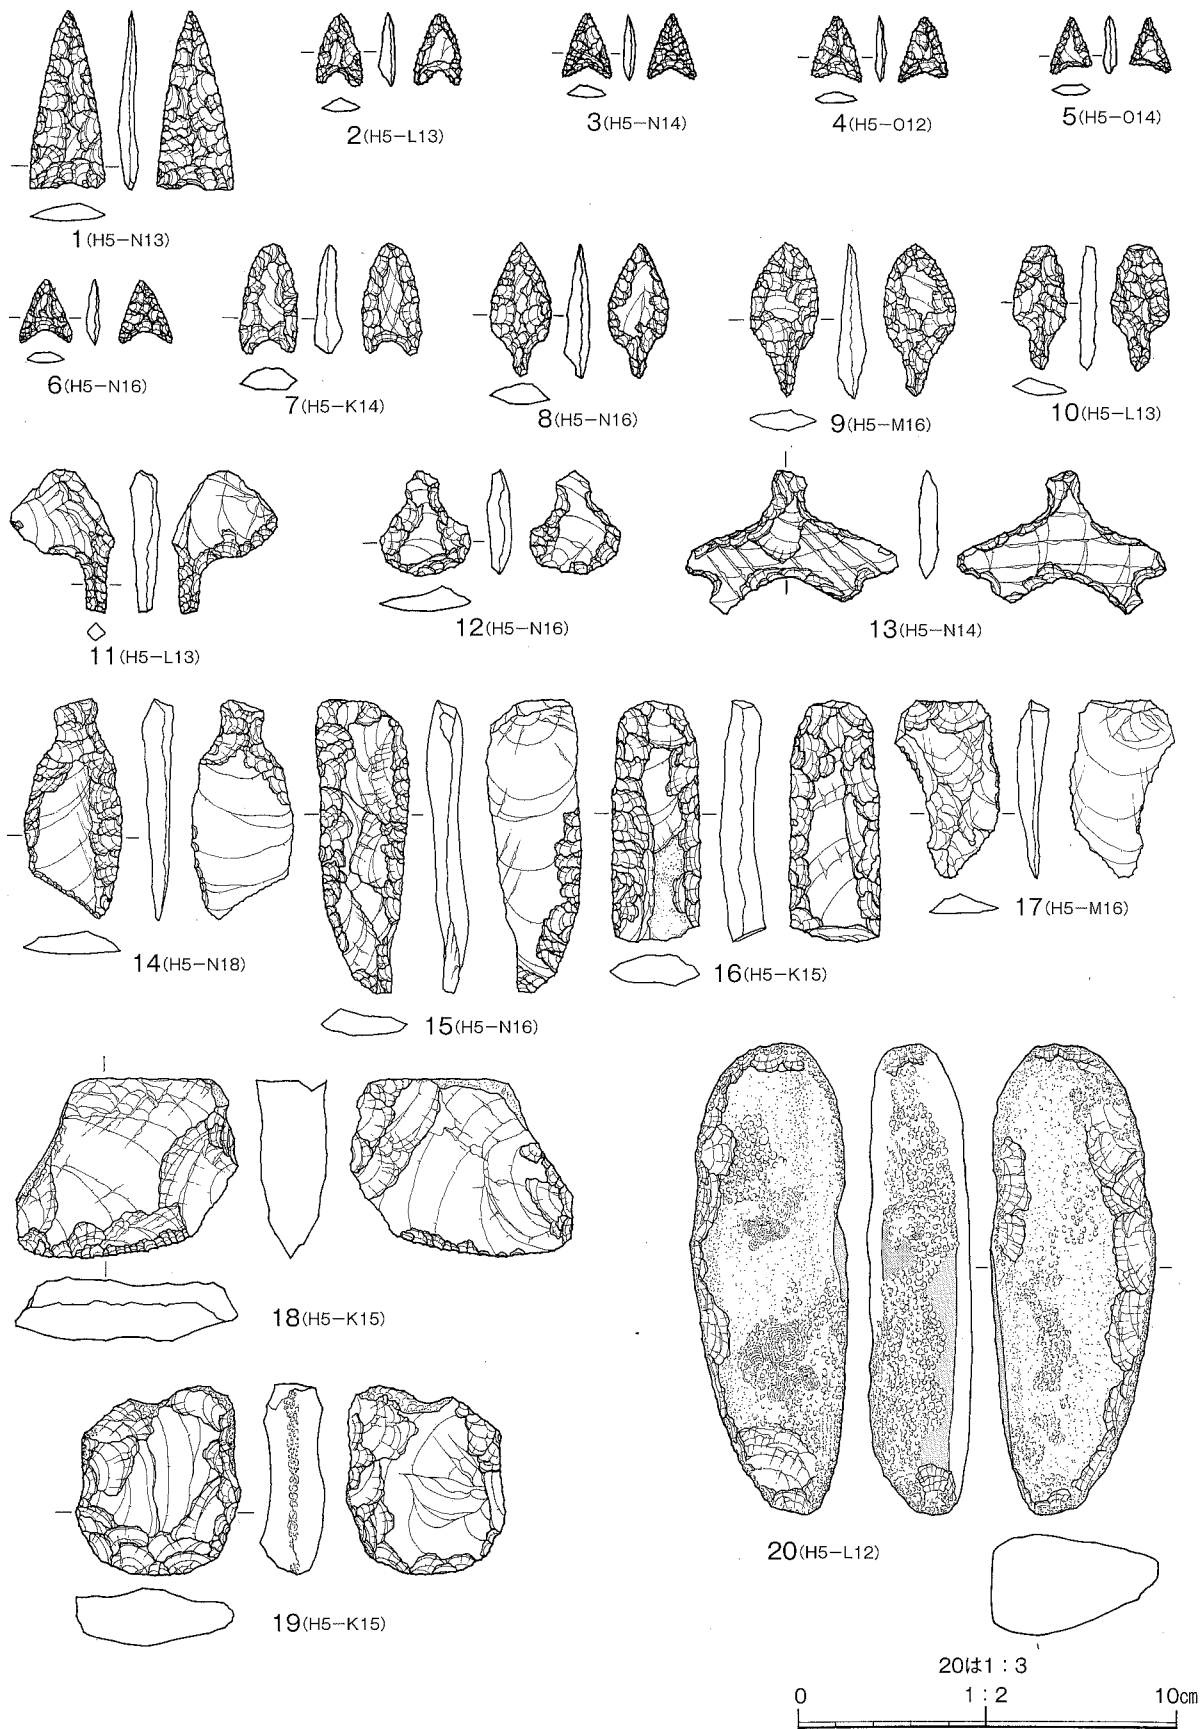 1(H5-N13)
2(H5-L13)
3(H5-N14)
4(H5-O12)
5(H5-O14)
6(H5-N16)
7(H5-K14)
8(H5-N16)
9(H5-M16)
10(H5-L13)
11(H5-L13)
12(H5-N16)
13(H5-N14)
14(H5-N18)
15(H5-N16)
16(H5-K15)
17(H5-M16)
18(H5-K15)
19(H5-K15)
20(H5-L12)
20は1:3
0 1:2 10cm